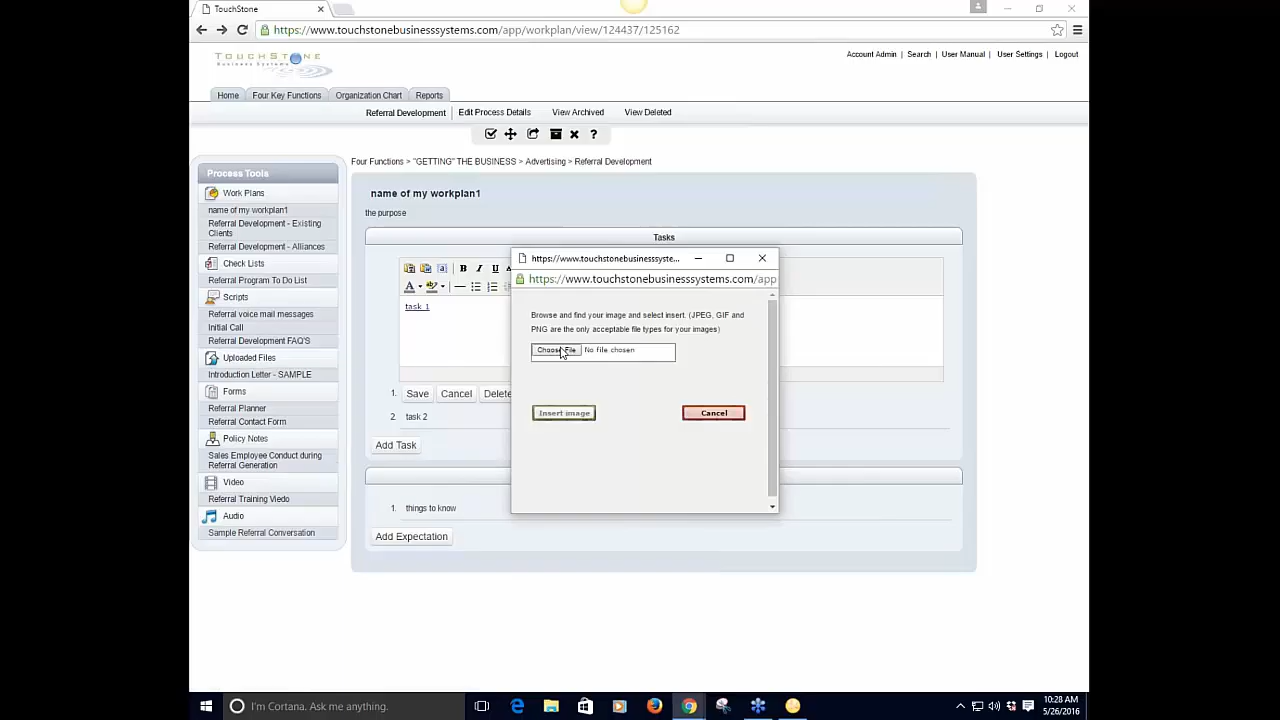 TouchStone
https://www.touchstonebusinesssystems.com/app/workplan/view/124437/125162
TOUCHSTONE
Business Systems
Account Admin | Search | User Manual | User Settings | Logout
Home Four Key Functions Organization Chart Reports
Referral Development Edit Process Details View Archived View Deleted
?
Four Functions > "GETTING" THE BUSINESS > Advertising > Referral Development
Process Tools
Work Plans
name of my workplan1
Referral Development - Existing
Clients
Referral Development - Alliances
Check Lists
Referral Program To Do List
Scripts
Referral voice mail messages
Initial Call
Referral Development FAQ'S
Uploaded Files
Introduction Letter - SAMPLE
Forms
Referral Planner
Referral Contact Form
Policy Notes
Sales Employee Conduct during
Referral Generation
Video
Referral Training Viedo
Audio
Sample Referral Conversation
name of my workplan1
the purpose
Tasks
B I U A
A
task 1
1. Save Cancel Delete
2. task 2
Add Task
1. things to know
Add Expectation
https://www.touchstonebusinesssyste...
https://www.touchstonebusinesssystems.com/app
Browse and find your image and select insert. (JPEG, GIF and
PNG are the only acceptable file types for your images)
Choose File No file chosen
Insert image Cancel
I'm Cortana. Ask me anything.
10:28 AM
5/26/2016